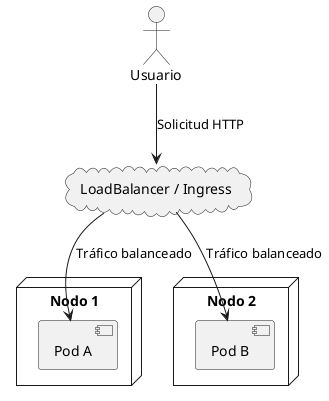 Usuario
Solicitud HTTP
LoadBalancer / Ingress
Tráfico balanceado
Tráfico balanceado
Nodo 1
Nodo 2
Pod A
Pod B